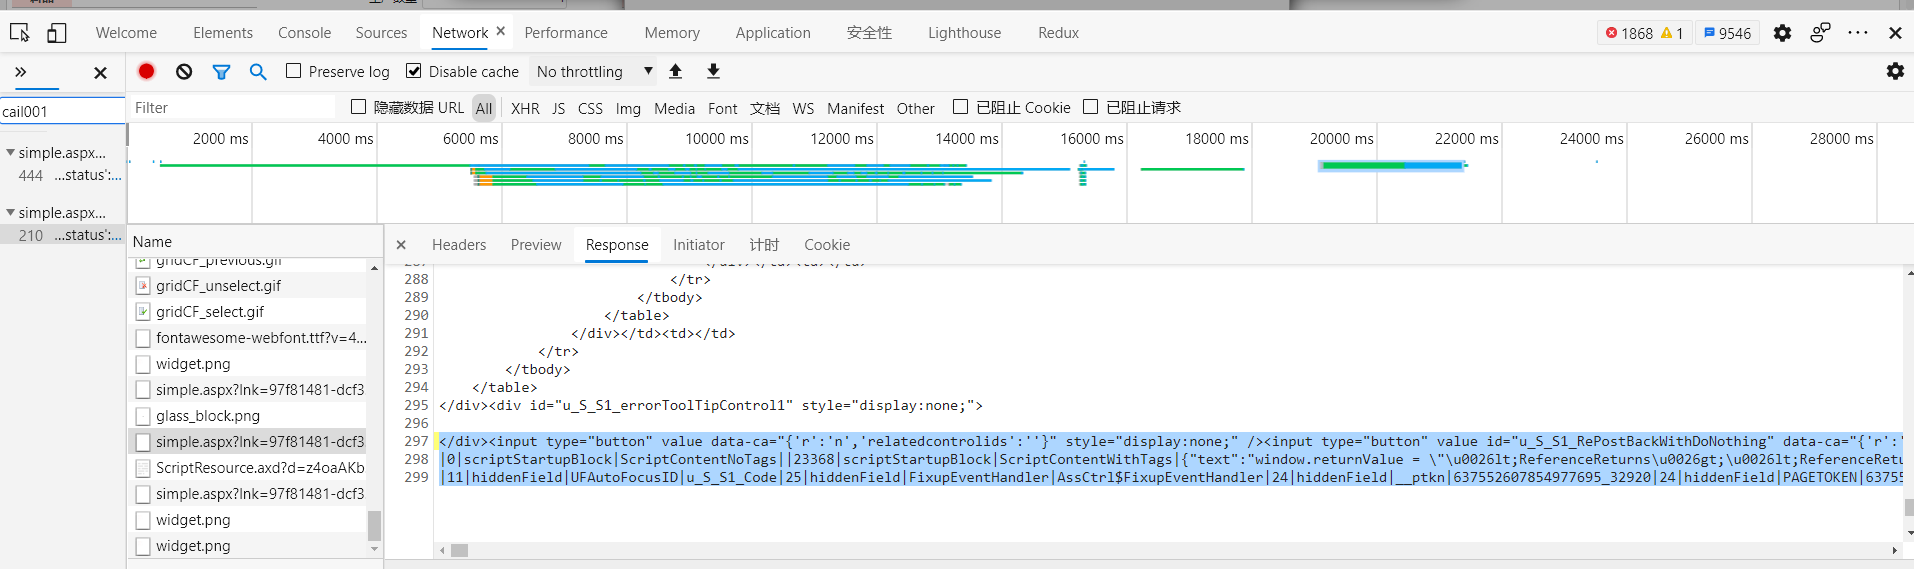 Welcome Elements Console Sources Network × Performance Memory Application 安全性 Lighthouse Redux 1868 1 9546
» × Preserve log Disable cache No throttling ▼
cail001 Filter 隐藏数据 URL All XHR JS CSS Img Media Font 文档 WS Manifest Other 已阻止 Cookie 已阻止请求
2000 ms 4000 ms 6000 ms 8000 ms 10000 ms 12000 ms 14000 ms 16000 ms 18000 ms 20000 ms 22000 ms 24000 ms 26000 ms 28000 ms
simple.aspx...
444 ...status':...
simple.aspx...
210 ...status':...
Name
gridCF_previous.gif
gridCF_unselect.gif
gridCF_select.gif
fontawesome-webfont.ttf?v=4...
widget.png
simple.aspx?lnk=97f81481-dcf3
glass_block.png
simple.aspx?lnk=97f81481-dcf3
ScriptResource.axd?d=z4oaAKb
simple.aspx?lnk=97f81481-dcf3
widget.png
widget.png
× Headers Preview Response Initiator 计时 Cookie
288 </tr>
289 </tbody>
290 </table>
291 </div></td><td></td>
292 </tr>
293 </tbody>
294 </table>
295 </div><div id="u_S_S1_errorToolTipControl1" style="display:none;">
296
297 </div><input type="button" value data-ca="{'r':'n','relatedcontrolids':''}" style="display:none;" /><input type="button" value id="u_S_S1_RePostBackWithDoNothing" data-ca="{'r':'
298 |0|scriptStartupBlock|ScriptContentNoTags||23368|scriptStartupBlock|ScriptContentWithTags|{"text":"window.returnValue = \"\u0026lt;ReferenceReturns\u0026gt;\u0026lt;ReferenceRetu
299 |11|hiddenField|UFAutoFocusID|u_S_S1_Code|25|hiddenField|FixupEventHandler|AssCtrl$FixupEventHandler|24|hiddenField|__ptkn|637552607854977695_32920|24|hiddenField|PAGETOKEN|63755